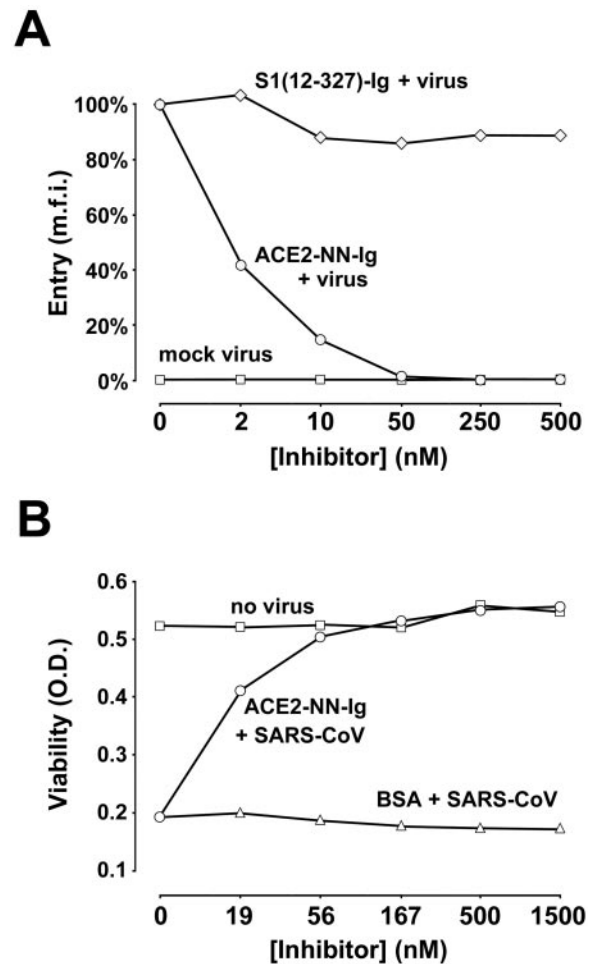 A
S1(12-327)-Ig + virus
100%
80%
60%
40%
20%
0%
Entry (m.f.i.)
ACE2-NN-Ig
+ virus
mock virus
0 2 10 50 250 500
[Inhibitor] (nM)
B
0.6
0.5
0.4
0.3
0.2
0.1
Viability (O.D.)
no virus
ACE2-NN-Ig
+ SARS-CoV
BSA + SARS-CoV
0 19 56 167 500 1500
[Inhibitor] (nM)